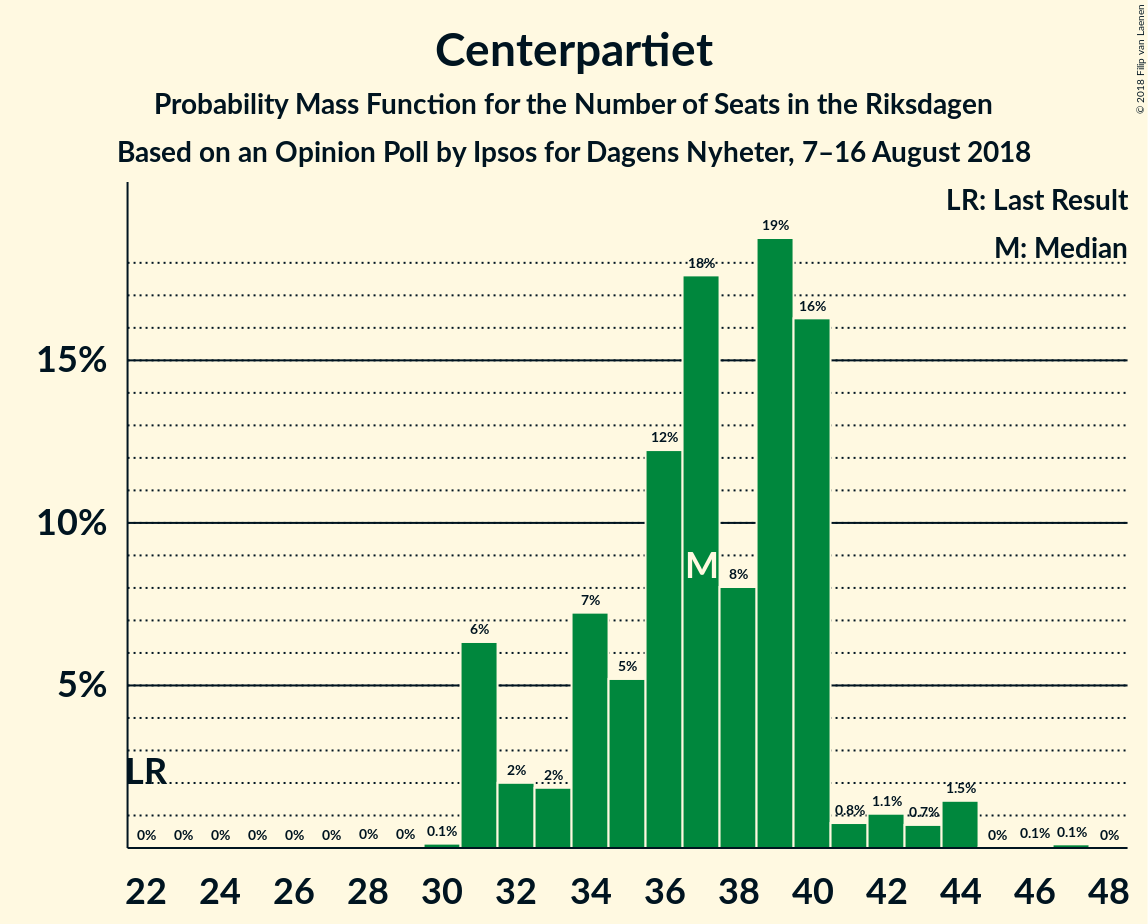 Centerpartiet
Probability Mass Function for the Number of Seats in the Riksdagen
Based on an Opinion Poll by Ipsos for Dagens Nyheter, 7–16 August 2018
© 2018 Filip van Laenen
LR: Last Result
M: Median
15%
10%
5%
LR
M
0% 0% 0% 0% 0% 0% 0% 0% 0.1% 6% 2% 2% 7% 5% 12% 18% 8% 19% 16% 0.8% 1.1% 0.7% 1.5% 0% 0.1% 0.1% 0%
22 24 26 28 30 32 34 36 38 40 42 44 46 48